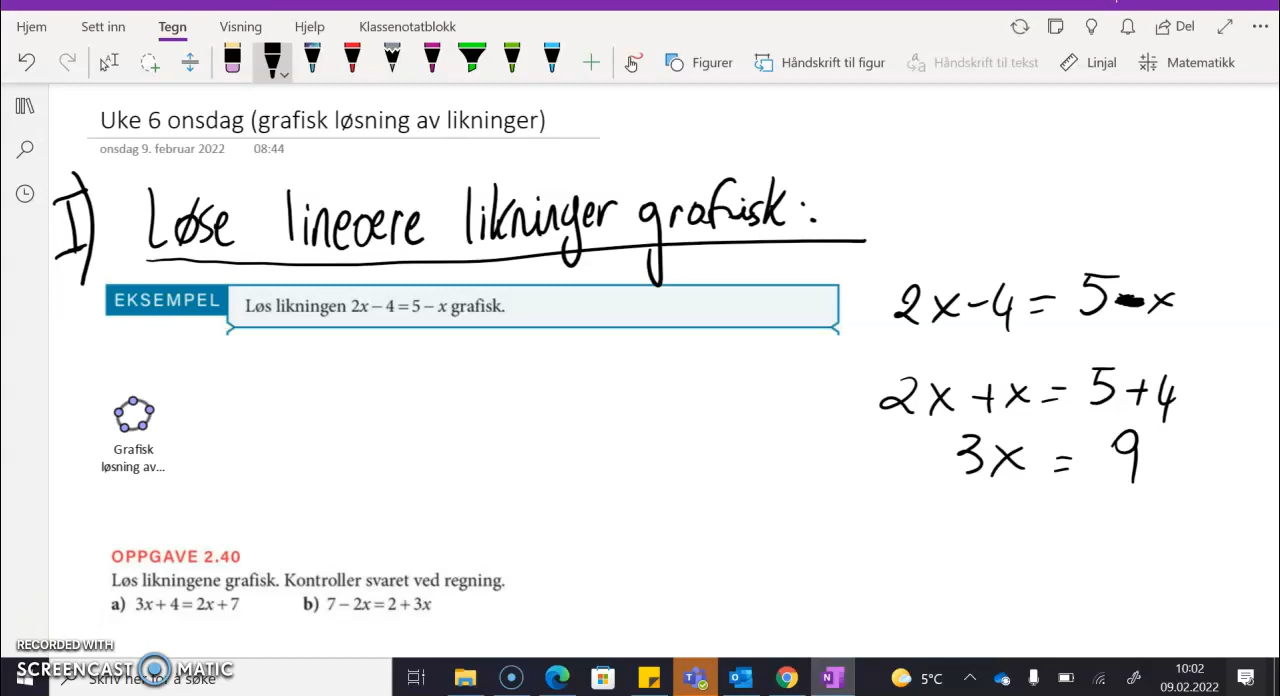 Hjem Sett inn Tegn Visning Hjelp Klassenotatblokk
Del
Figurer Håndskrift til figur Håndskrift til tekst Linjal Matematikk
Uke 6 onsdag (grafisk løsning av likninger)
onsdag 9. februar 2022 08:44
I) Løse lineære likninger grafisk:
EKSEMPEL Løs likningen 2x – 4 = 5 – x grafisk.
2x-4 = 5-x
2x+x = 5+4
3x = 9
Grafisk
løsning av...
OPPGAVE 2.40
Løs likningene grafisk. Kontroller svaret ved regning.
a) 3x + 4 = 2x + 7 b) 7 – 2x = 2 + 3x
RECORDED WITH
SCREENCAST MATIC
Skriv her for å søke
5°C
10:02
09.02.2022